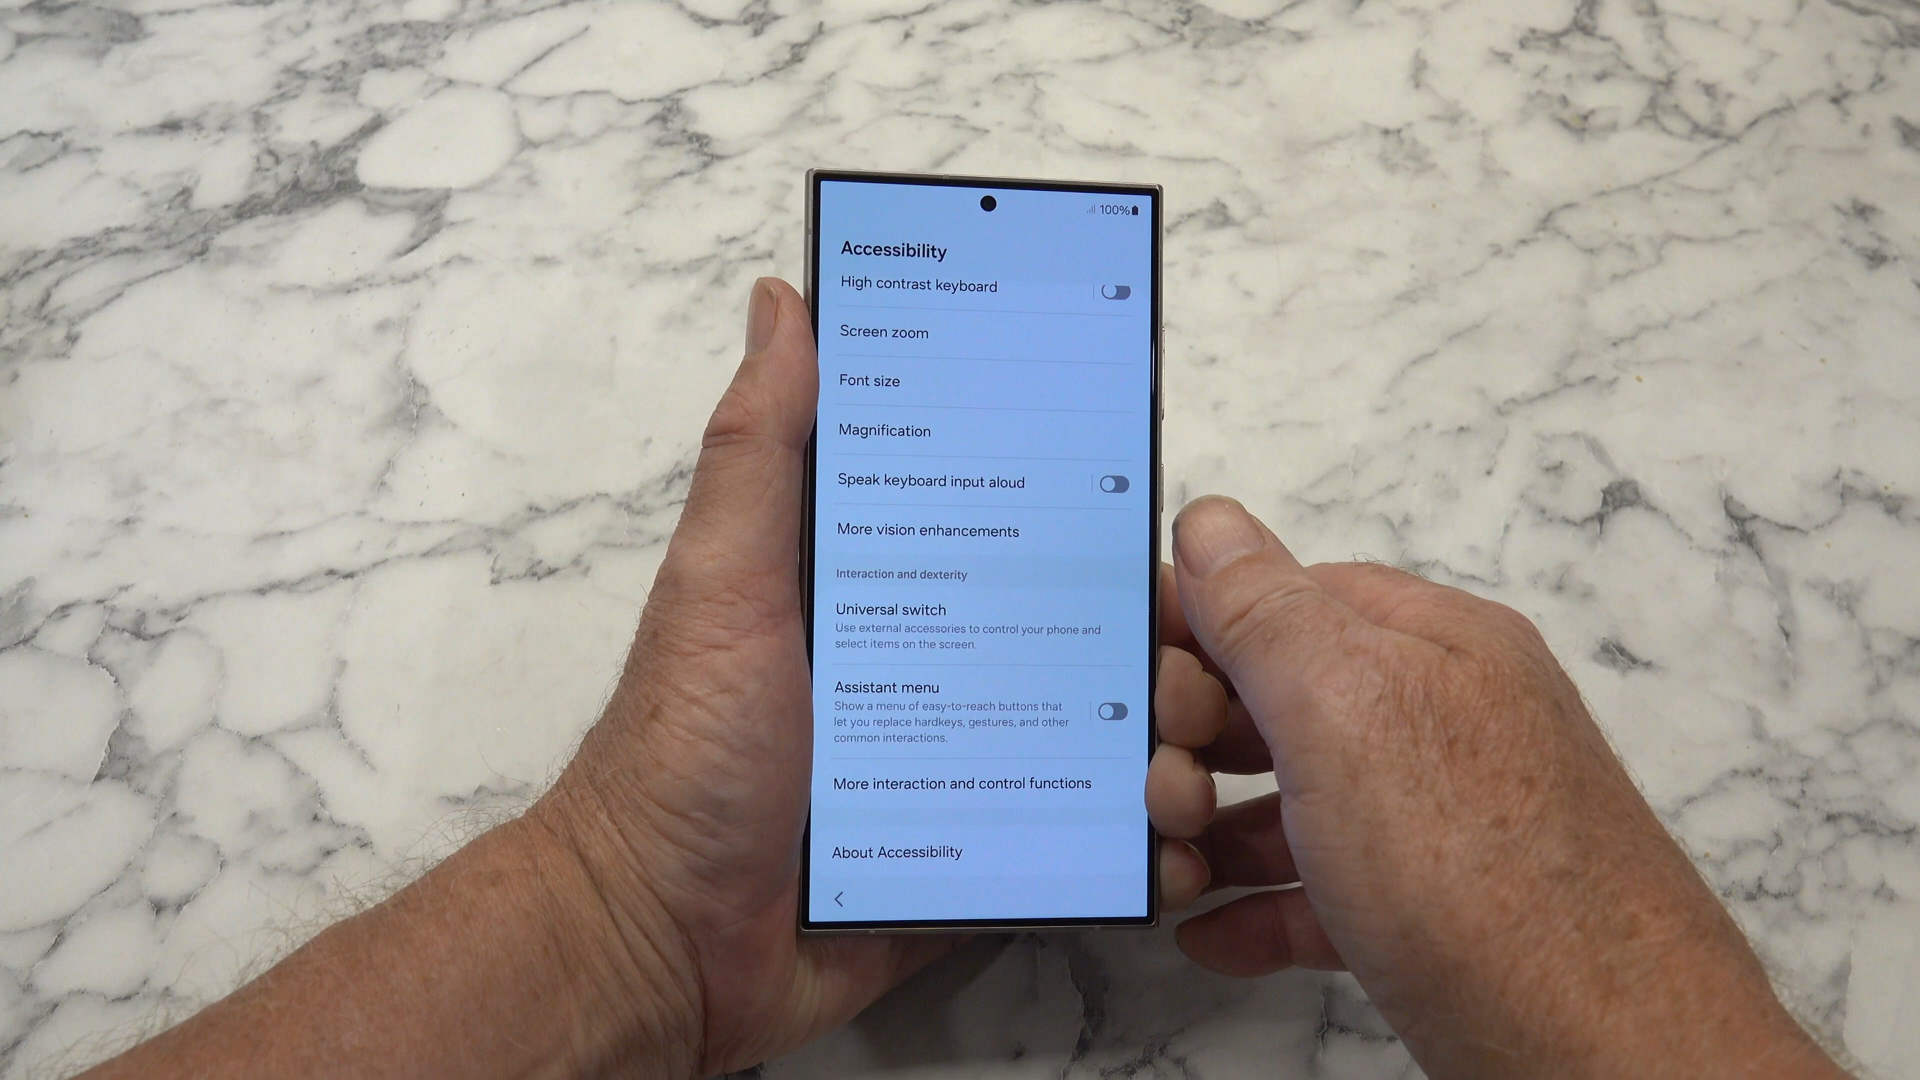 100%
Accessibility
High contrast keyboard
Screen zoom
Font size
Magnification
Speak keyboard input aloud
More vision enhancements
Interaction and dexterity
Universal switch
Use external accessories to control your phone and
select items on the screen.
Assistant menu
Show a menu of easy-to-reach buttons that
let you replace hardkeys, gestures, and other
common interactions.
More interaction and control functions
About Accessibility